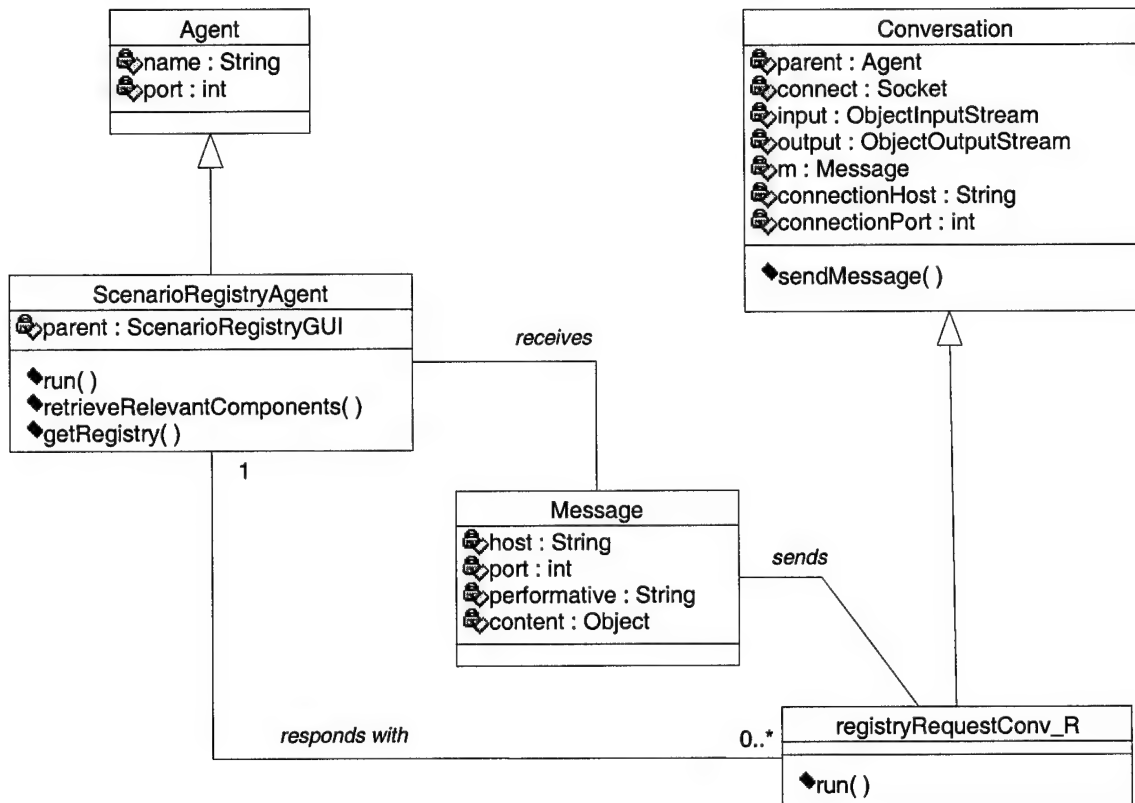 Agent
name : String
port : int
Conversation
parent : Agent
connect : Socket
input : ObjectInputStream
output : ObjectOutputStream
m : Message
connectionHost : String
connectionPort : int
sendMessage( )
ScenarioRegistryAgent
parent : ScenarioRegistryGUI
run( )
retrieveRelevantComponents( )
getRegistry( )
receives
1
Message
host : String
port : int
performative : String
content : Object
sends
responds with
0..*
registryRequestConv_R
run( )